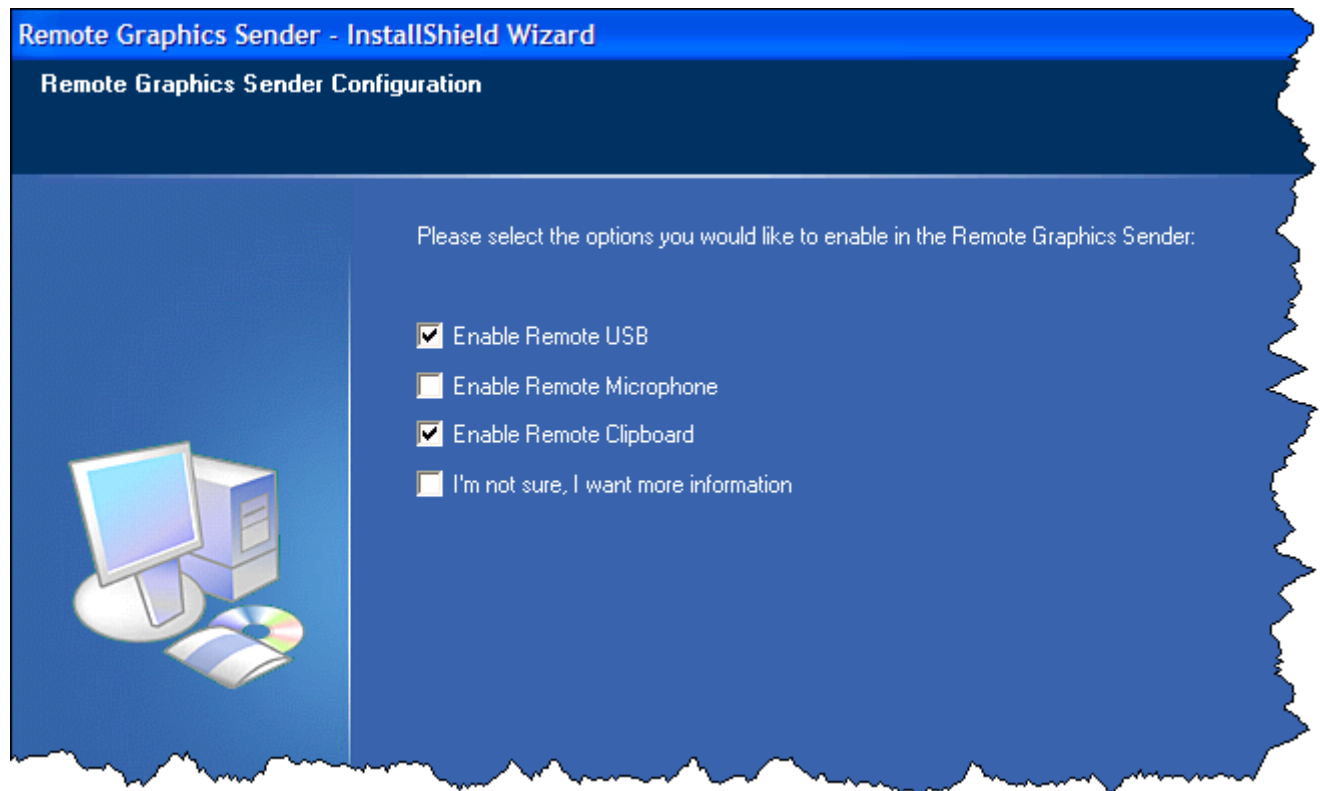 Remote Graphics Sender - InstallShield Wizard
Remote Graphics Sender Configuration
Please select the options you would like to enable in the Remote Graphics Sender:
Enable Remote USB
Enable Remote Microphone
Enable Remote Clipboard
I'm not sure, I want more information